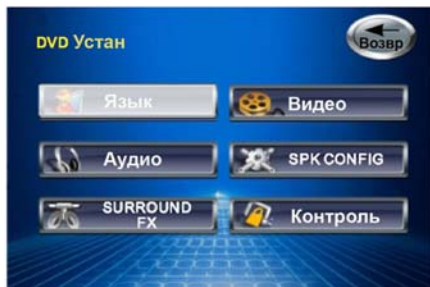 DVD Устан
Возвр
Язык
Видео
Аудио
SPK CONFIG
SURROUND
FX
Контроль